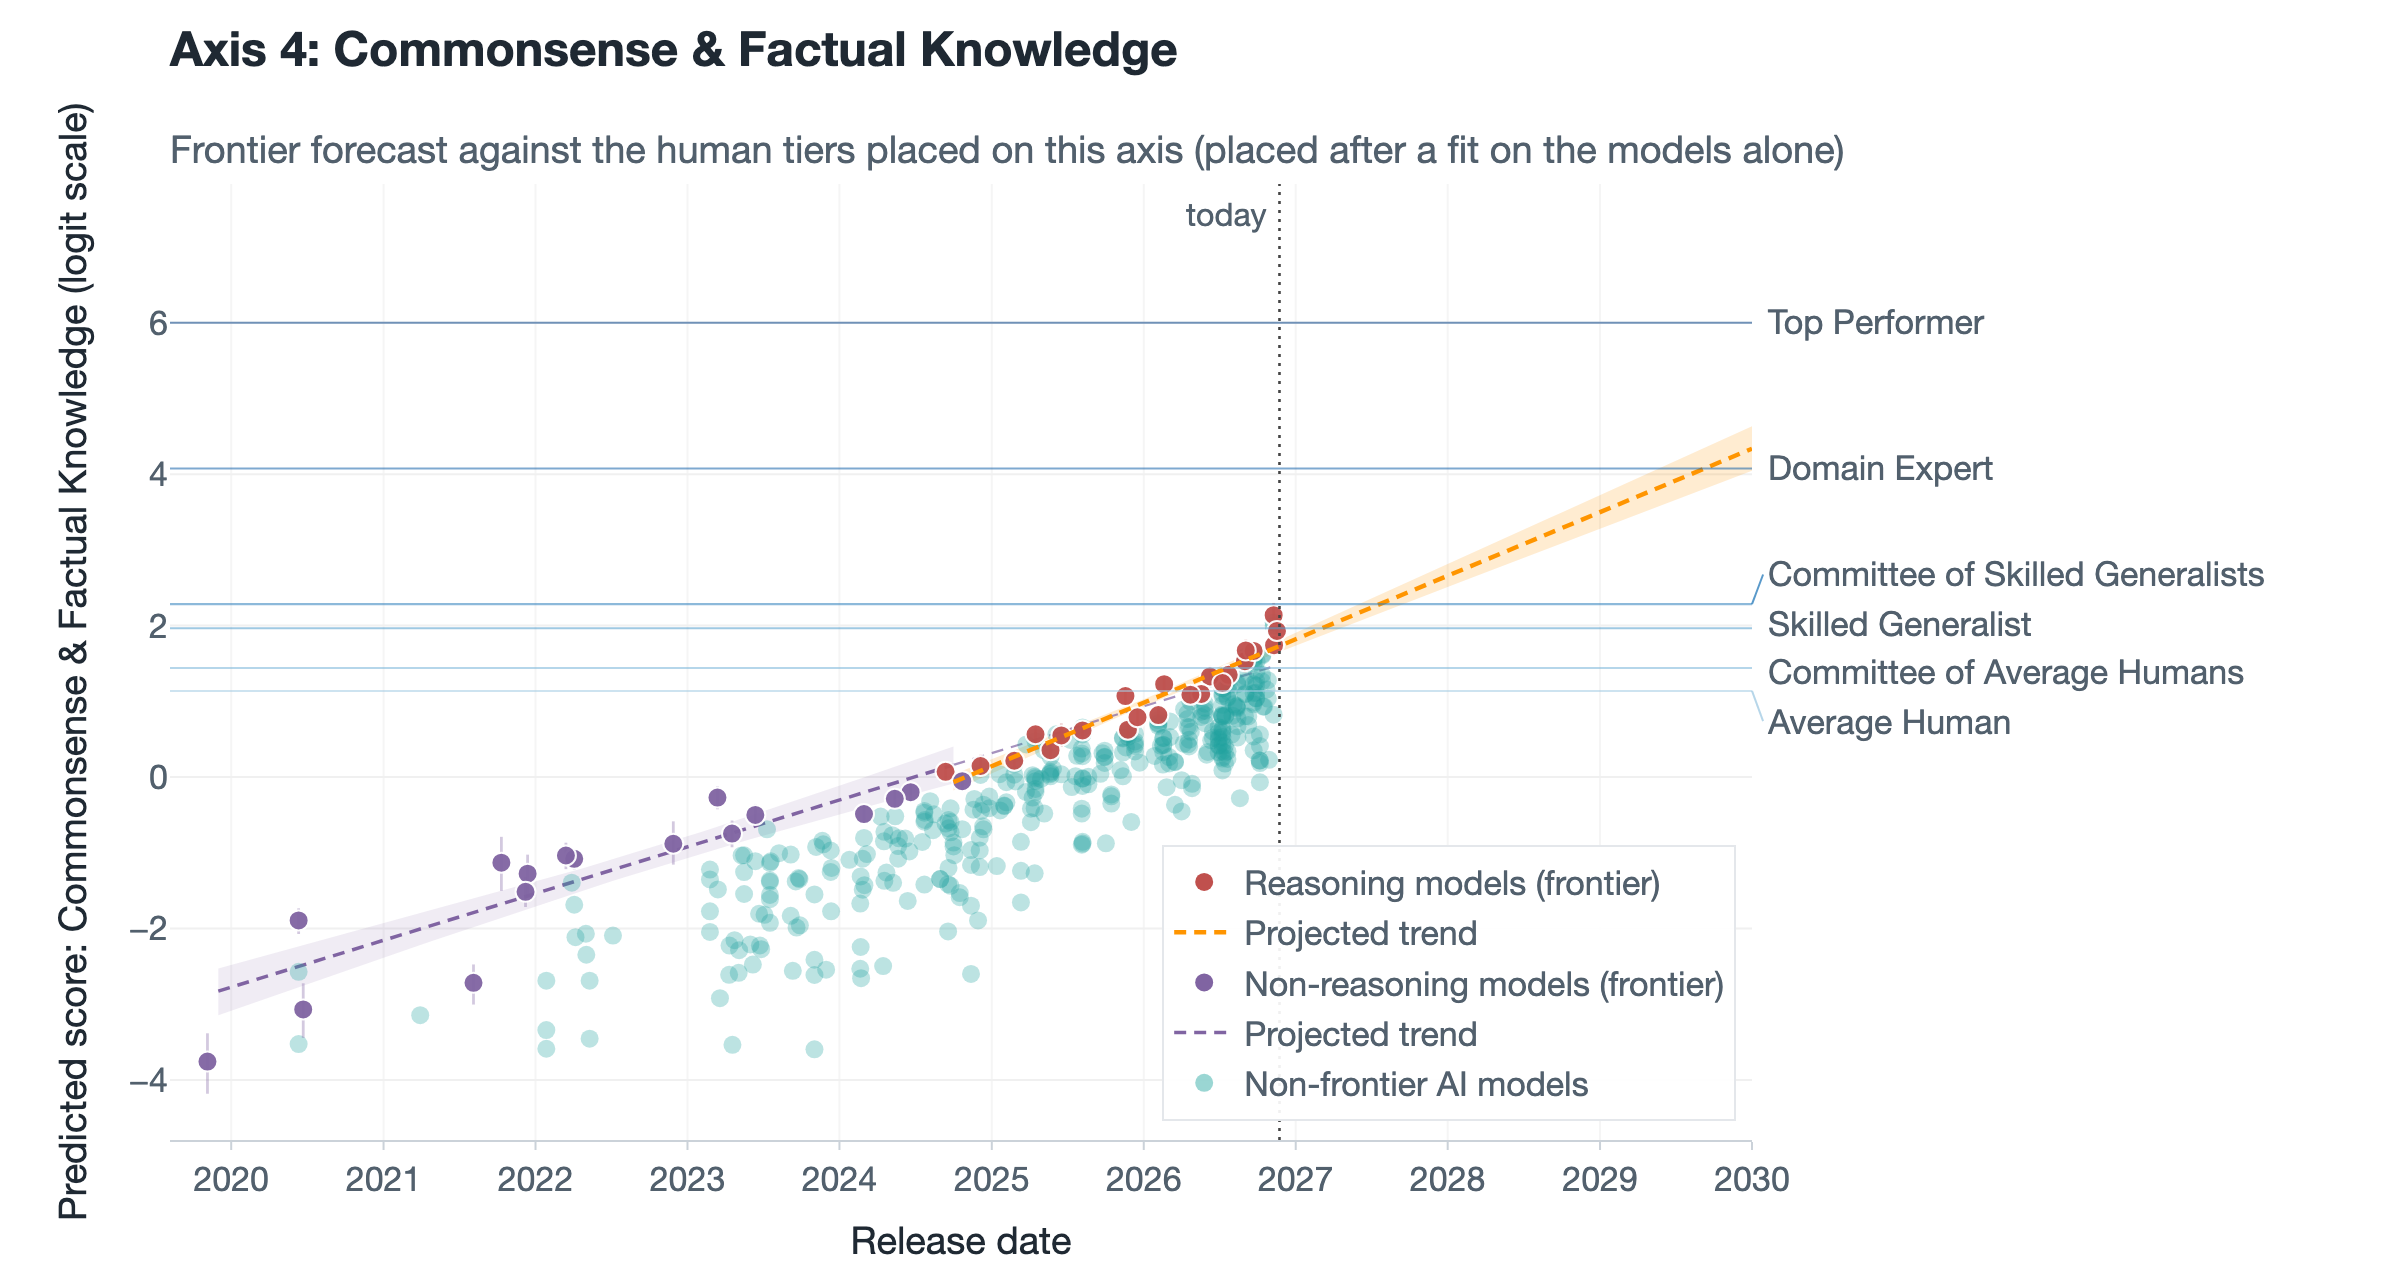 Axis 4: Commonsense & Factual Knowledge
Frontier forecast against the human tiers placed on this axis (placed after a fit on the models alone)
Predicted score: Commonsense & Factual Knowledge (logit scale)
today
6
4
2
0
−2
−4
Top Performer
Domain Expert
Committee of Skilled Generalists
Skilled Generalist
Committee of Average Humans
Average Human
Reasoning models (frontier)
Projected trend
Non-reasoning models (frontier)
Projected trend
Non-frontier AI models
2020 2021 2022 2023 2024 2025 2026 2027 2028 2029 2030
Release date